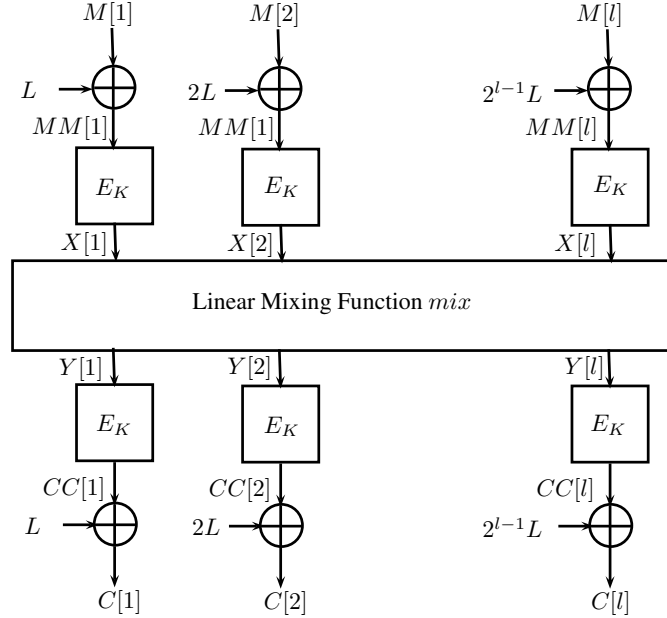 M[1] M[2] M[l]
L 2L 2^{l-1}L
MM[1] MM[1] MM[l]
E_K E_K E_K
X[1] X[2] X[l]
Linear Mixing Function mix
Y[1] Y[2] Y[l]
E_K E_K E_K
CC[1] CC[2] CC[l]
L 2L 2^{l-1}L
C[1] C[2] C[l]